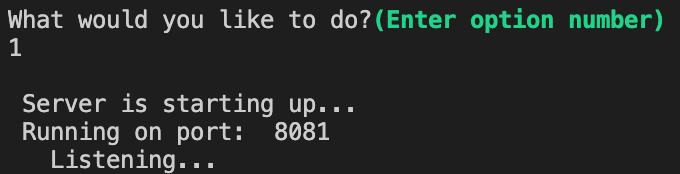 What would you like to do?(Enter option number)
1
Server is starting up...
Running on port:  8081
Listening...